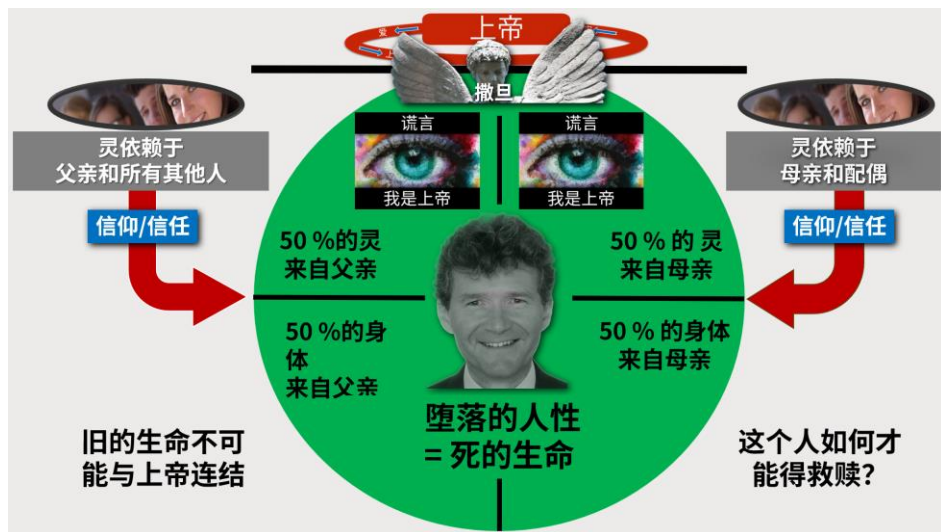 上帝
爱
撒旦
谎言
我是上帝
谎言
我是上帝
灵依赖于
父亲和所有其他人
信仰/信任
灵依赖于
母亲和配偶
信仰/信任
50 %的灵
来自父亲
50 % 的 灵
来自母亲
50 %的身
体
来自父亲
50 % 的身体
来自母亲
堕落的人性
= 死的生命
旧的生命不可
能与上帝连结
这个人如何才
能得救赎?